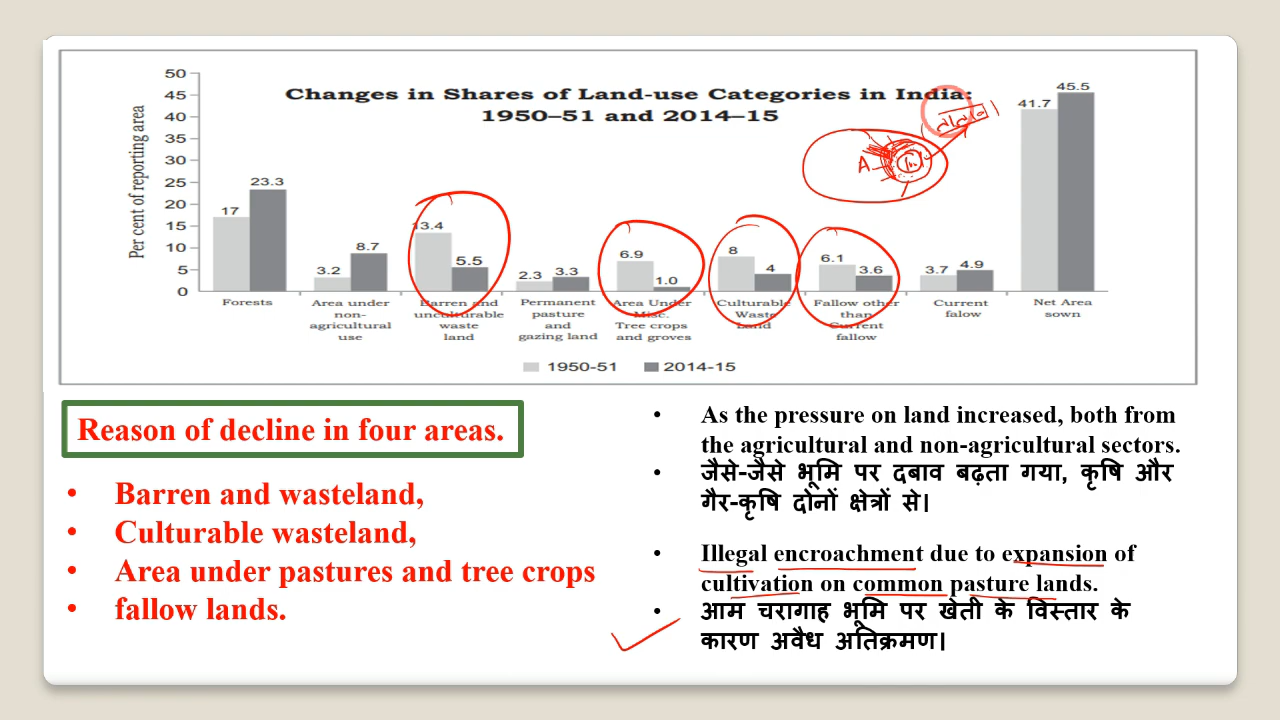 Changes in Shares of Land-use Categories in India:
1950–51 and 2014–15
Per cent of reporting area
50
45
40
35
30
25
20
15
10
5
0
17
23.3
3.2
8.7
13.4
5.5
2.3
3.3
6.9
1.0
8
4
6.1
3.6
3.7
4.9
41.7
45.5
A
Forests
Area under
non-
agricultural
use
Barren and
unculturable
waste
land
Permanent
pasture
and
gazing land
Area Under
Misc.
Tree crops
and groves
Culturable
Waste
Land
Fallow other
than
Current
fallow
Current
falow
Net Area
sown
1950-51
2014-15
Reason of decline in four areas.
• Barren and wasteland,
• Culturable wasteland,
• Area under pastures and tree crops
• fallow lands.
• As the pressure on land increased, both from
the agricultural and non-agricultural sectors.
• जैसे-जैसे भूमि पर दबाव बढ़ता गया, कृषि और
गैर-कृषि दोनों क्षेत्रों से।
• Illegal encroachment due to expansion of
cultivation on common pasture lands.
• आम चरागाह भूमि पर खेती के विस्तार के
कारण अवैध अतिक्रमण।